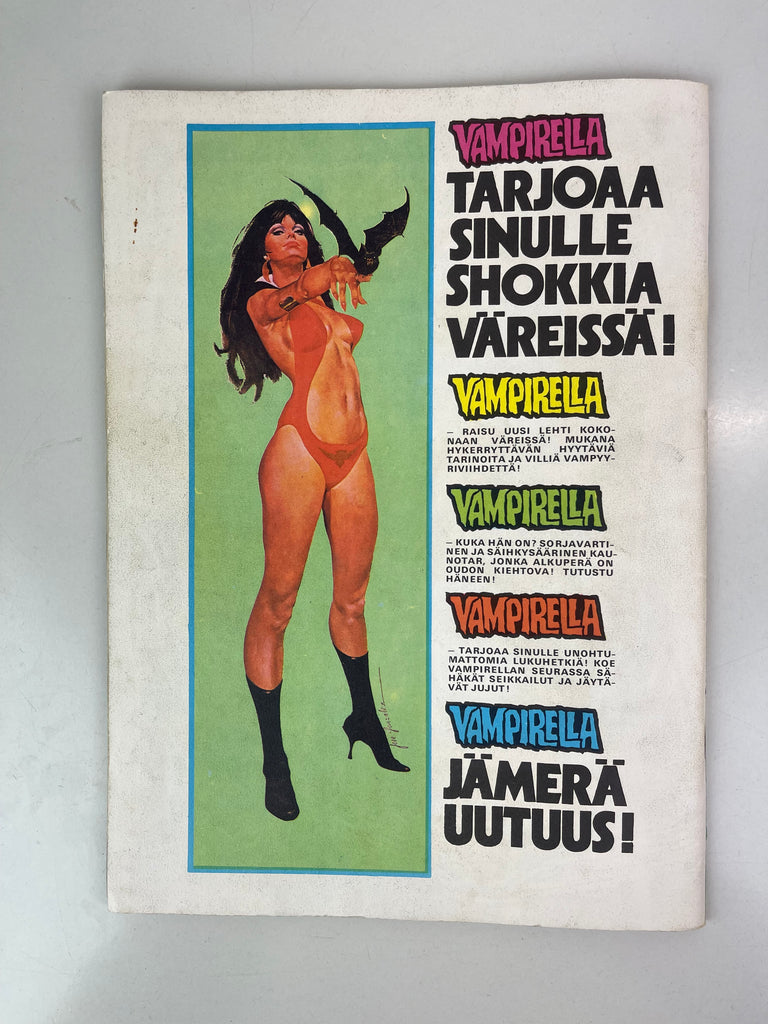 VAMPIRELLA
TARJOAA
SINULLE
SHOKKIA
VÄREISSÄ!
VAMPIRELLA
– RAISU UUSI LEHTI KOKO-
NAAN VÄREISSÄ! MUKANA
HYKERRYTTÄVÄN HYYTÄVIÄ
TARINOITA JA VILLIÄ VAMPYY-
RIVIIHDETTÄ!
VAMPIRELLA
– KUKA HÄN ON? SORJAVARTI-
NEN JA SÄIHKYSÄÄRINEN KAU-
NOTAR, JONKA ALKUPERÄ ON
OUDON KIEHTOVA! TUTUSTU
HÄNEEN!
VAMPIRELLA
– TARJOAA SINULLE UNOHTU-
MATTOMIA LUKUHETKIÄ! KOE
VAMPIRELLAN SEURASSA SÄ-
HÄKÄT SEIKKAILUT JA JÄYTÄ-
VÄT JUJUT!
VAMPIRELLA
JÄMERÄ
UUTUUS!